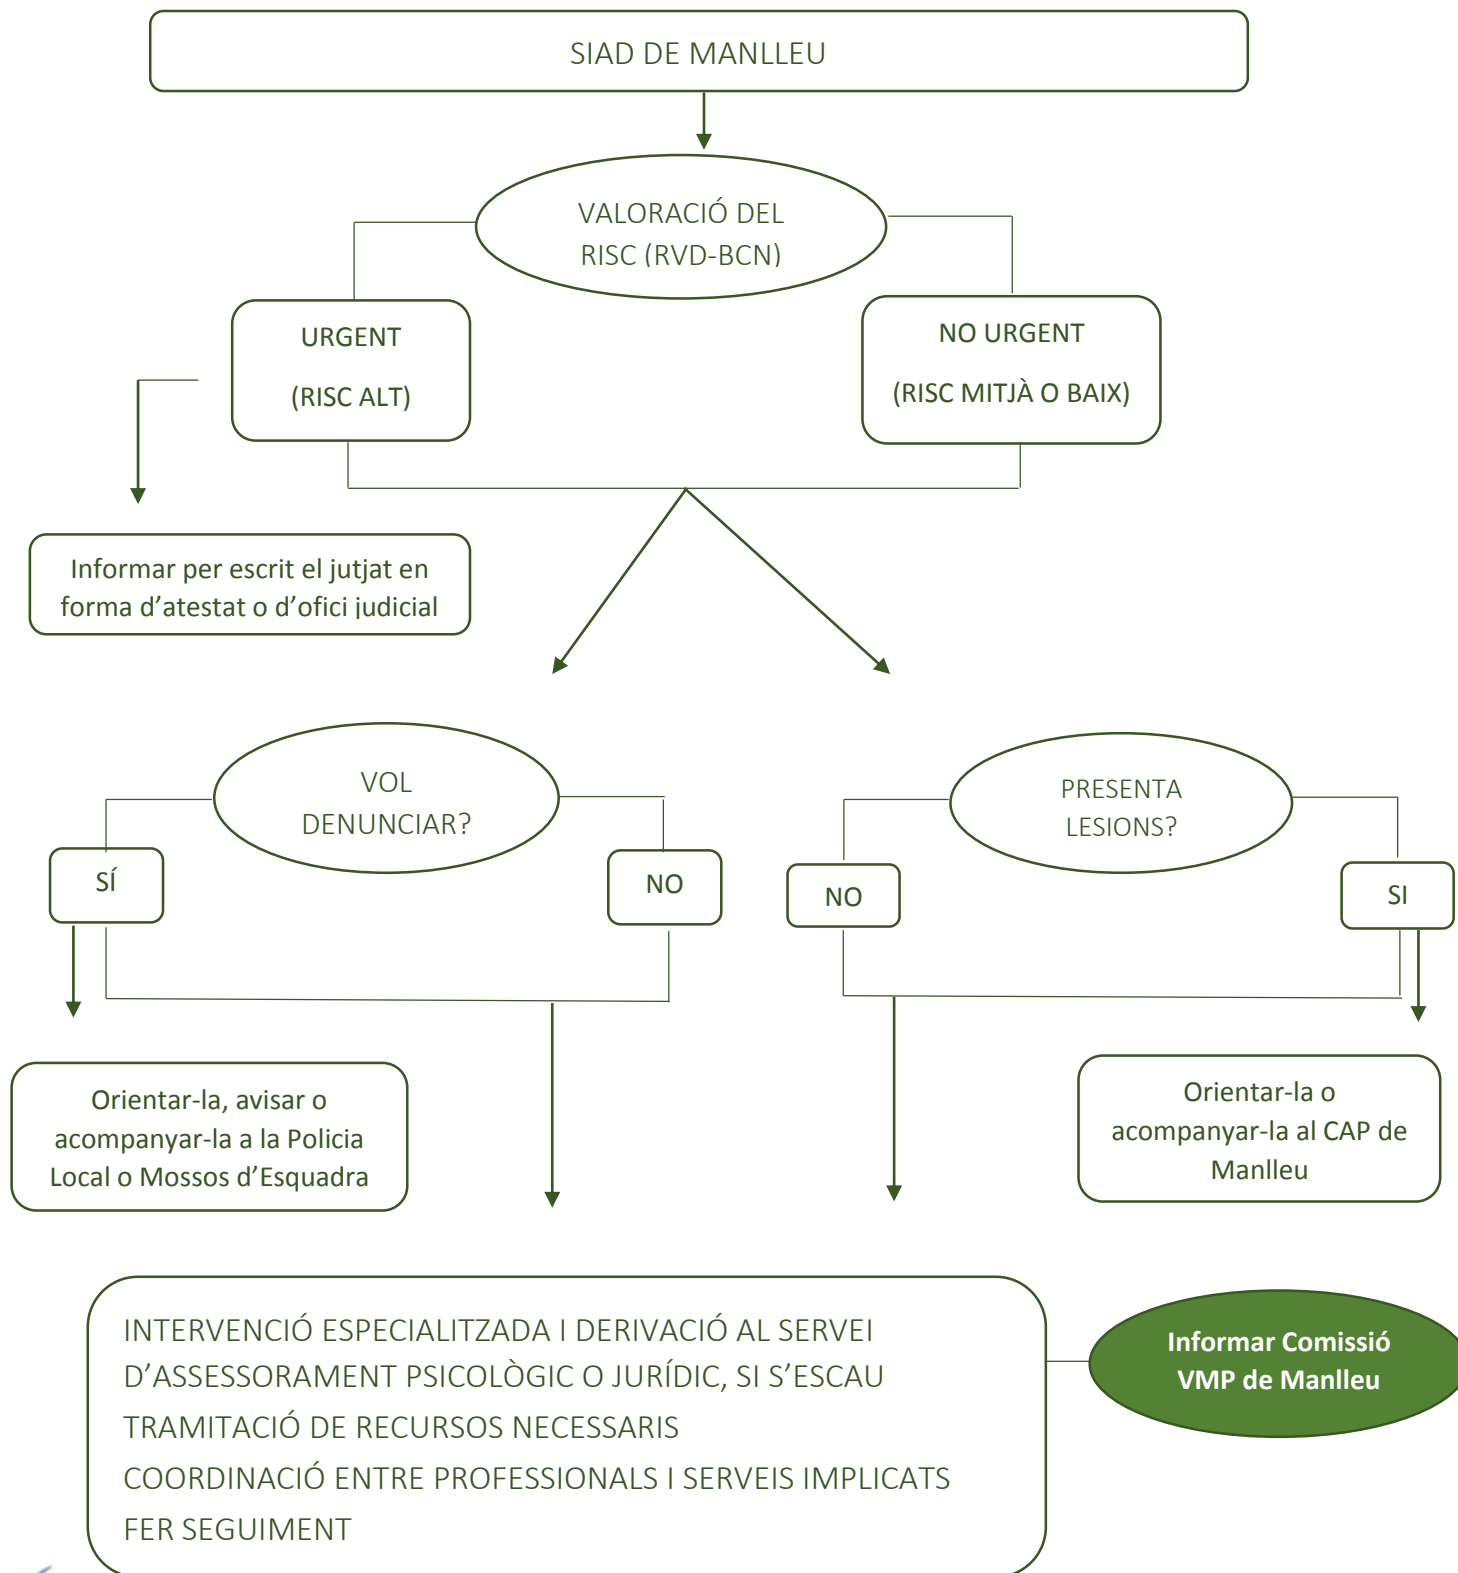 SIAD DE MANLLEU
VALORACIÓ DEL
RISC (RVD-BCN)
URGENT
(RISC ALT)
NO URGENT
(RISC MITJÀ O BAIX)
Informar per escrit el jutjat en
forma d’atestat o d’ofici judicial
VOL
DENUNCIAR?
SÍ
NO
PRESENTA
LESIONS?
NO
SI
Orientar-la, avisar o
acompanyar-la a la Policia
Local o Mossos d’Esquadra
Orientar-la o
acompanyar-la al CAP de
Manlleu
INTERVENCIÓ ESPECIALITZADA I DERIVACIÓ AL SERVEI
D’ASSESSORAMENT PSICOLÒGIC O JURÍDIC, SI S’ESCAU
TRAMITACIÓ DE RECURSOS NECESSARIS
COORDINACIÓ ENTRE PROFESSIONALS I SERVEIS IMPLICATS
FER SEGUIMENT
Informar Comissió
VMP de Manlleu